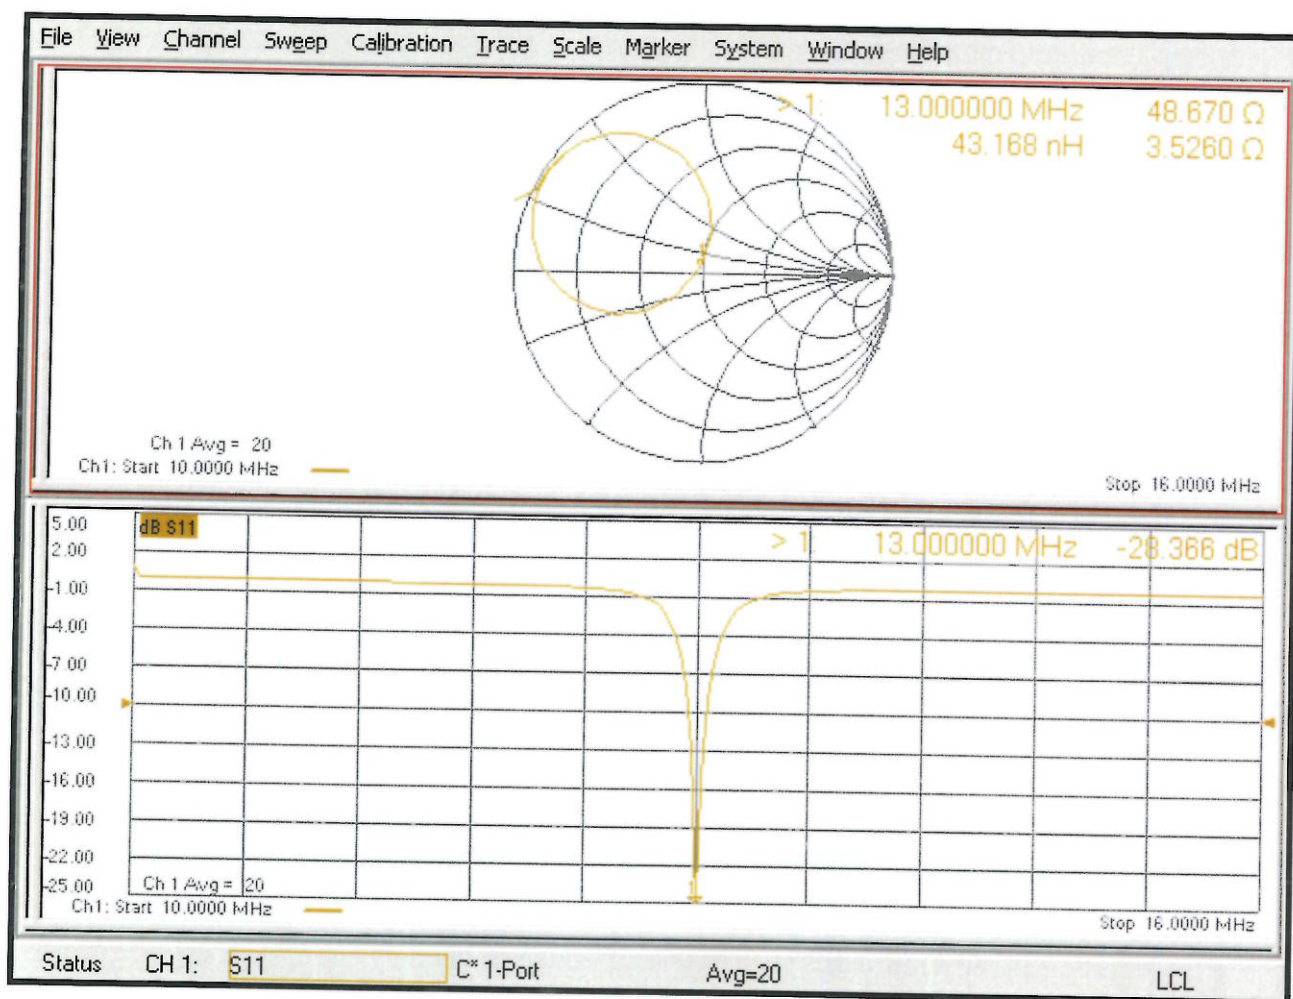 File View Channel Sweep Calibration Trace Scale Marker System Window Help
> 1: 13.000000 MHz 48.670 Ω
43.168 nH 3.5260 Ω
Ch 1 Avg = 20
Ch1: Start 10.0000 MHz
Stop 16.0000 MHz
5.00
dB S11
> 1: 13.000000 MHz -28.366 dB
2.00
-1.00
-4.00
-7.00
-10.00
-13.00
-16.00
-19.00
-22.00
-25.00
1
Ch 1 Avg = 20
Ch1: Start 10.0000 MHz
Stop 16.0000 MHz
Status CH 1: S11 C* 1-Port Avg=20 LCL